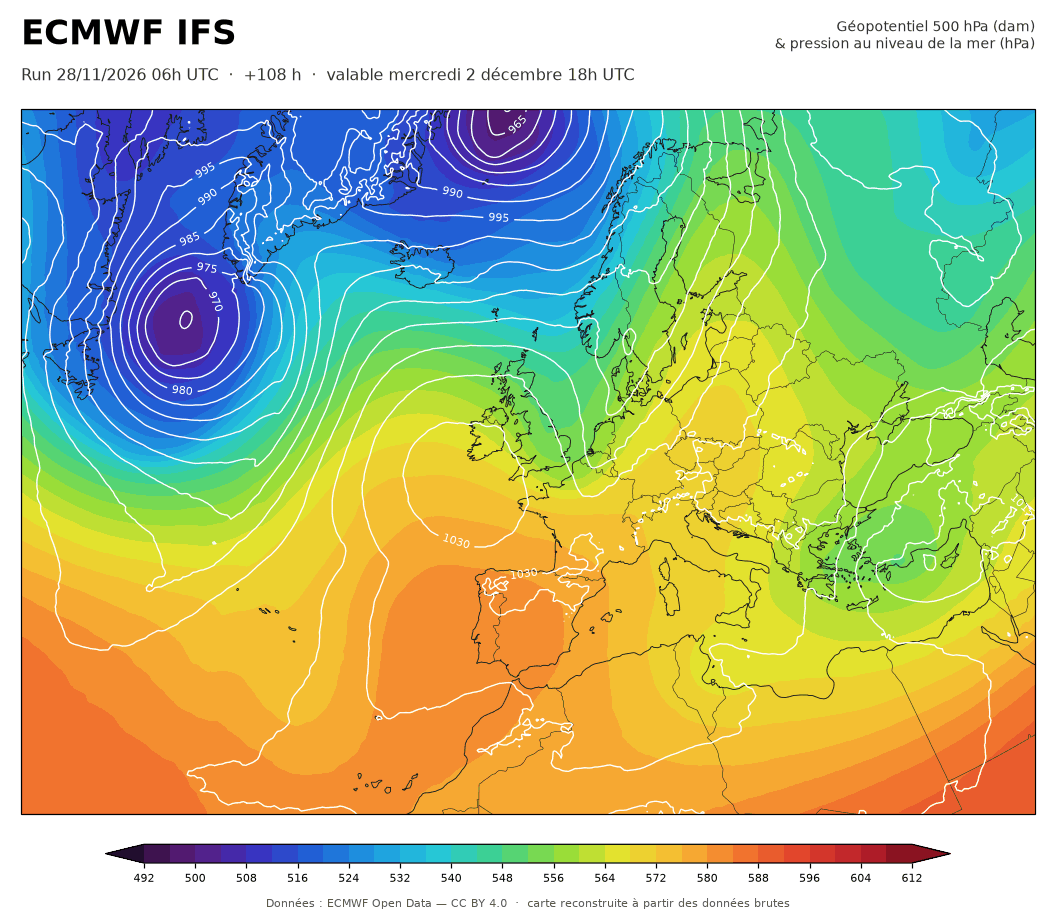 ECMWF IFS
Géopotentiel 500 hPa (dam)
& pression au niveau de la mer (hPa)
Run 28/11/2026 06h UTC · +108 h · valable mercredi 2 décembre 18h UTC
965
995
990
990
995
985
975
970
980
1030
1030
492 500 508 516 524 532 540 548 556 564 572 580 588 596 604 612
Données : ECMWF Open Data — CC BY 4.0 · carte reconstruite à partir des données brutes